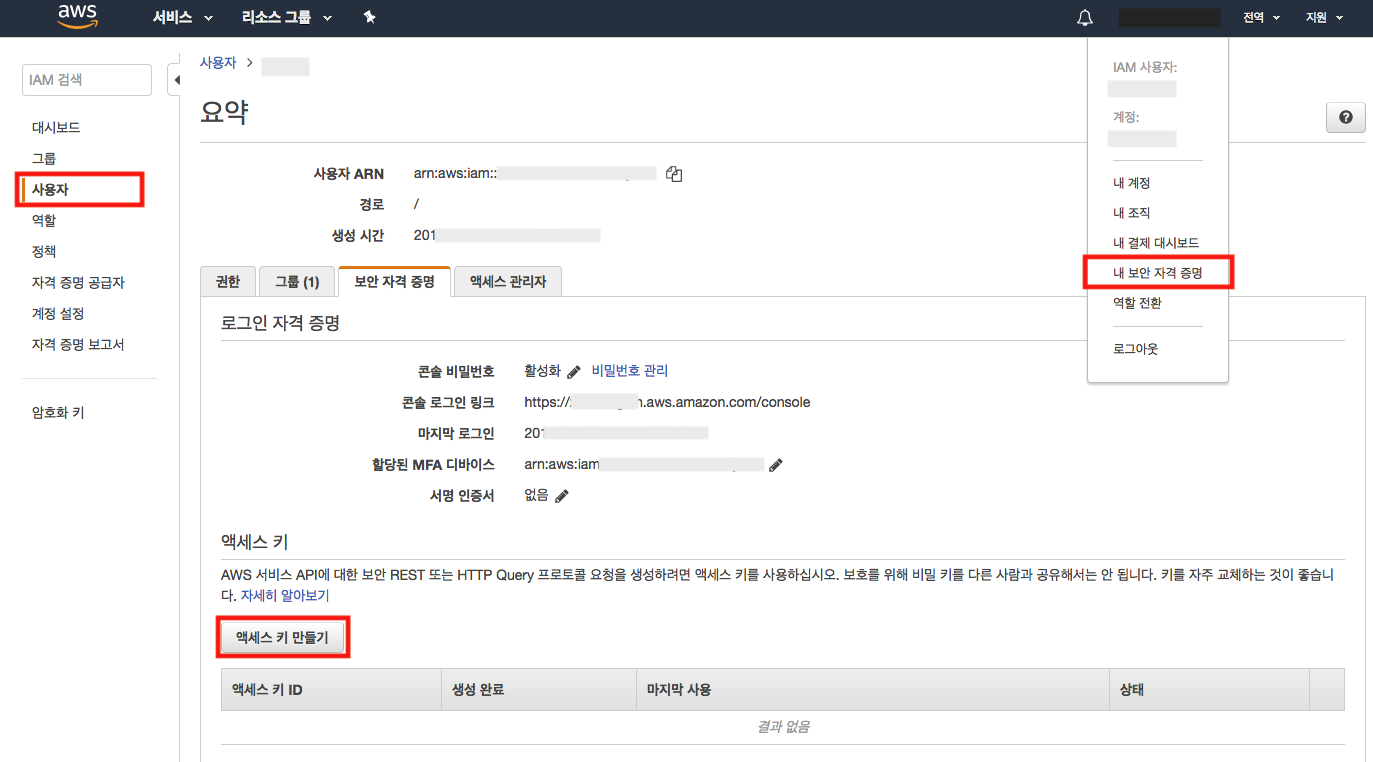 aws 서비스 리소스 그룹 전역 지원
IAM 검색
대시보드
그룹
사용자
역할
정책
자격 증명 공급자
계정 설정
자격 증명 보고서
암호화 키
사용자 >
요약
사용자 ARN arn:aws:iam::
경로 /
생성 시간 201
권한 그룹 (1) 보안 자격 증명 액세스 관리자
로그인 자격 증명
콘솔 비밀번호 활성화 비밀번호 관리
콘솔 로그인 링크 https:// n.aws.amazon.com/console
마지막 로그인 201
할당된 MFA 디바이스 arn:aws:iam
서명 인증서 없음
액세스 키
AWS 서비스 API에 대한 보안 REST 또는 HTTP Query 프로토콜 요청을 생성하려면 액세스 키를 사용하십시오. 보호를 위해 비밀 키를 다른 사람과 공유해서는 안 됩니다. 키를 자주 교체하는 것이 좋습니
다. 자세히 알아보기
액세스 키 만들기
액세스 키 ID 생성 완료 마지막 사용 상태
결과 없음
IAM 사용자:
계정:
내 계정
내 조직
내 결제 대시보드
내 보안 자격 증명
역할 전환
로그아웃